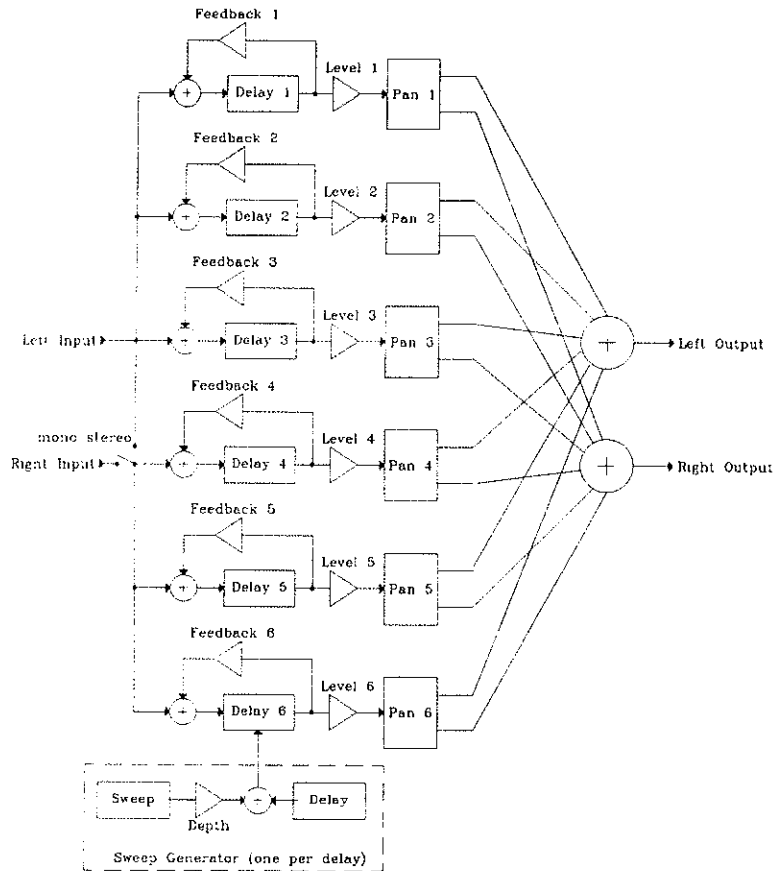 Feedback 1
Level 1
+ Delay 1 Pan 1
Feedback 2
Level 2
+ Delay 2 Pan 2
Feedback 3
Level 3
Left Input + Delay 3 Pan 3 + Left Output
Feedback 4
mono stereo Level 4
Right Input + Delay 4 Pan 4 + Right Output
Feedback 5
Level 5
+ Delay 5 Pan 5
Feedback 6
Level 6
+ Delay 6 Pan 6
Sweep + Delay
Depth
Sweep Generator (one per delay)